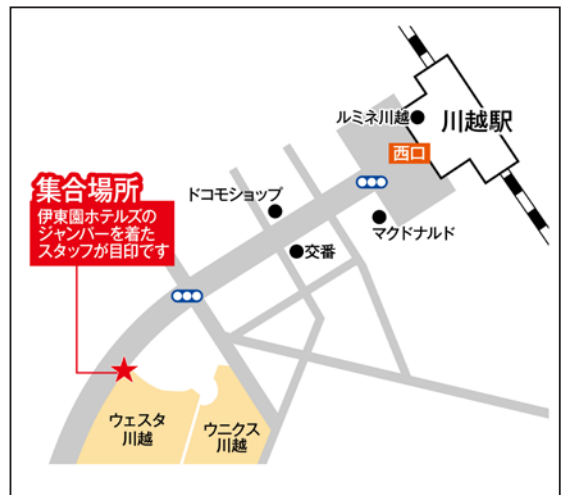 ルミネ川越
川越駅
西口
集合場所
伊東園ホテルズの
ジャンバーを着た
スタッフが目印です
ドコモショップ
マクドナルド
交番
ウェスタ
川越
ウニクス
川越